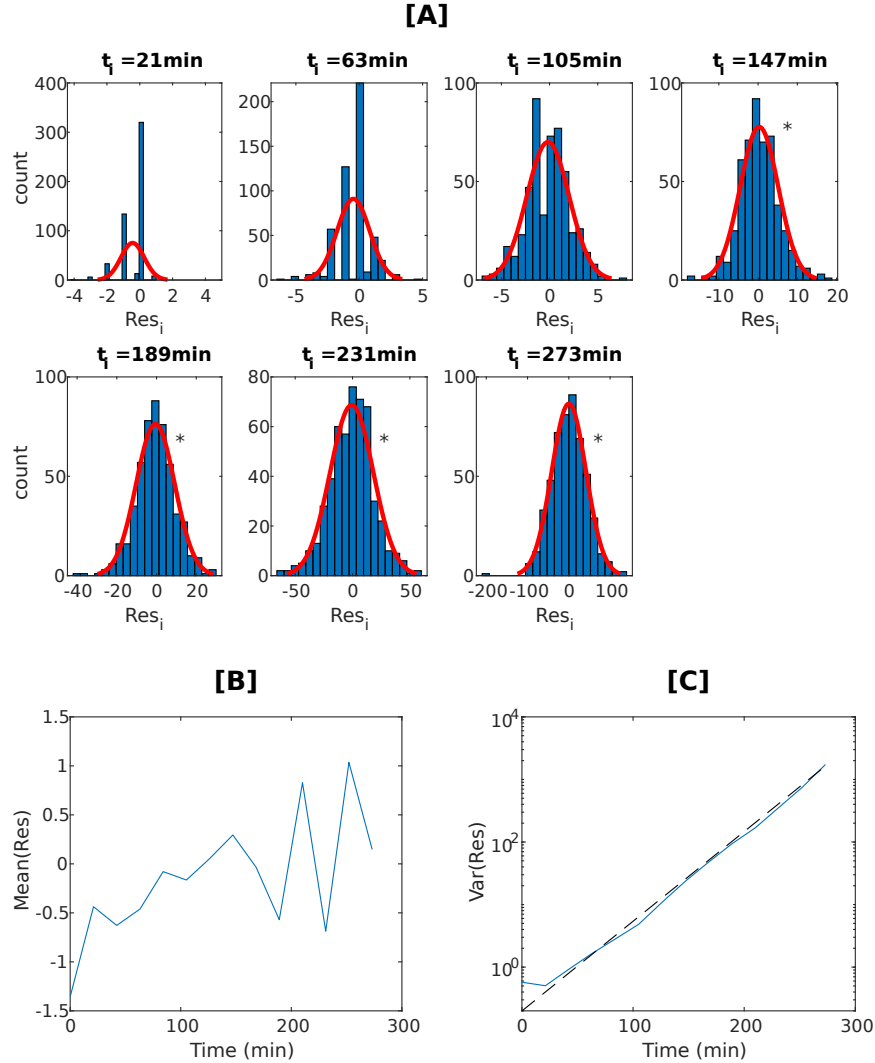 [A]
t_i =21min
t_i =63min
t_i =105min
t_i =147min
count
400
300
200
100
0
-4 -2 0 2 4
Res_i
200
150
100
50
0
-5 0 5
Res_i
100
50
0
-5 0 5
Res_i
100
50
0
-10 0 10 20
Res_i
*
t_i =189min
t_i =231min
t_i =273min
count
100
50
0
-40 -20 0 20
Res_i
*
80
60
40
20
0
-50 0 50
Res_i
*
100
50
0
-200 -100 0 100
Res_i
*
[B]
Mean(Res)
1.5
1
0.5
0
-0.5
-1
-1.5
0 100 200 300
Time (min)
[C]
Var(Res)
10^4
10^2
10^0
0 100 200 300
Time (min)